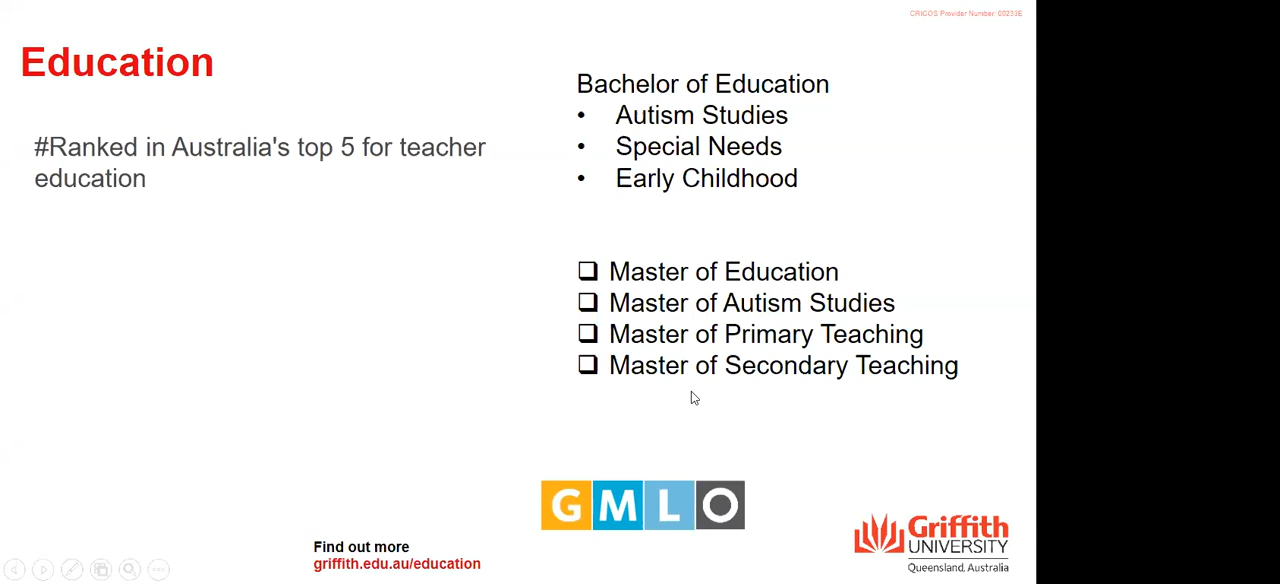 CRICOS Provider Number: 00233E
Education
#Ranked in Australia's top 5 for teacher
education
Bachelor of Education
• Autism Studies
• Special Needs
• Early Childhood
❑ Master of Education
❑ Master of Autism Studies
❑ Master of Primary Teaching
❑ Master of Secondary Teaching
GMLO
Find out more
griffith.edu.au/education
Griffith
UNIVERSITY
Queensland, Australia